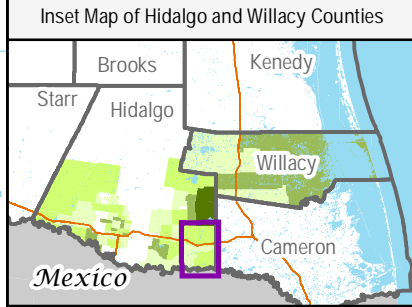 Inset Map of Hidalgo and Willacy Counties
Brooks
Kenedy
Starr
Hidalgo
Willacy
Cameron
Mexico